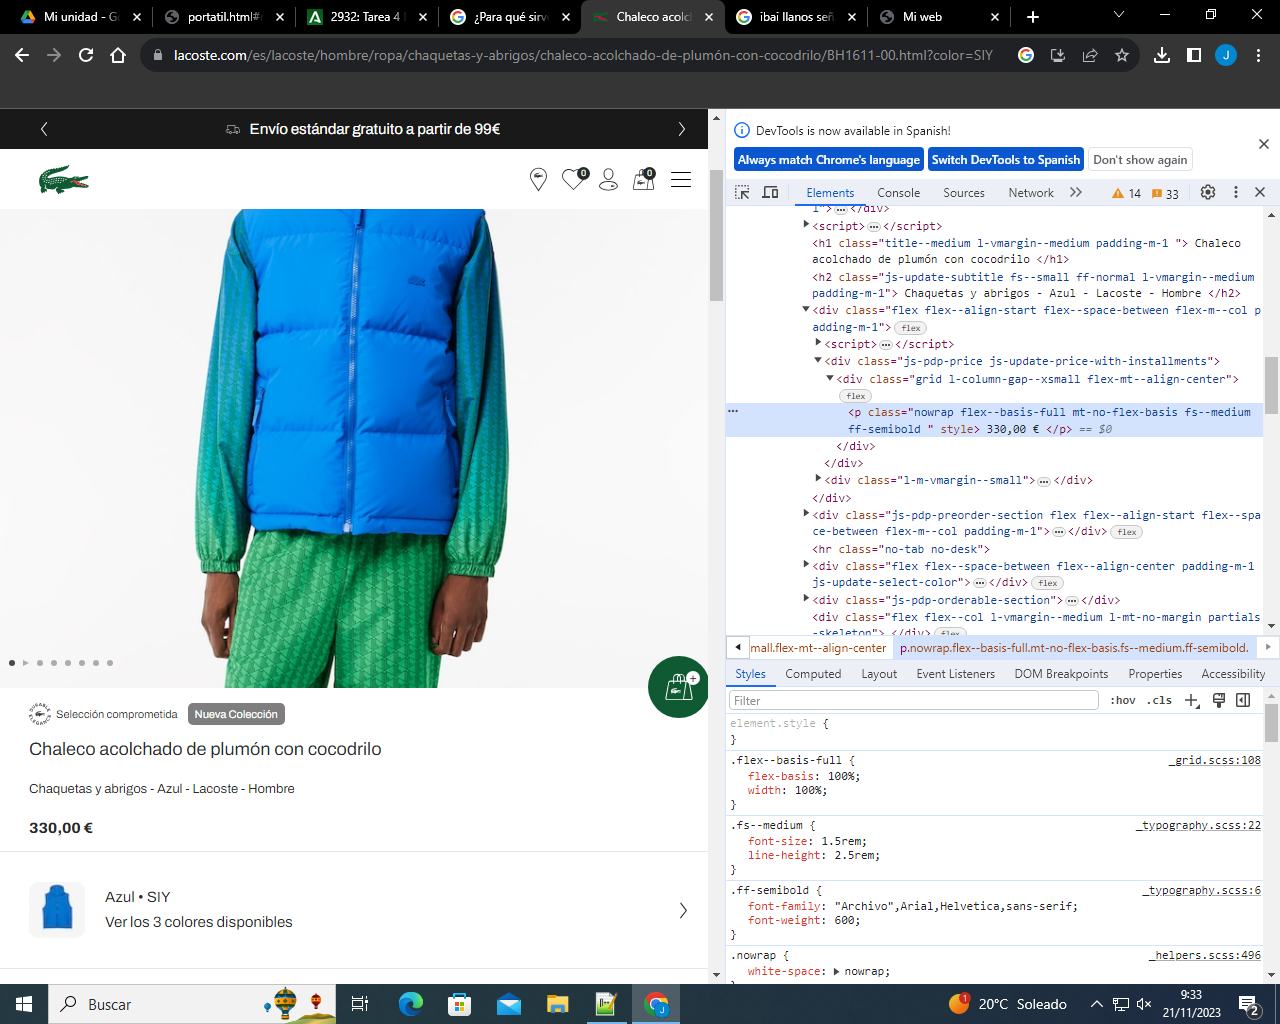 Mi unidad - Go
portatil.html#
2932: Tarea 4
¿Para qué sirv
Chaleco acolch
ibai llanos señ
Mi web
lacoste.com/es/lacoste/hombre/ropa/chaquetas-y-abrigos/chaleco-acolchado-de-plumón-con-cocodrilo/BH1611-00.html?color=SIY
J
Envío estándar gratuito a partir de 99€
0
0
Selección comprometida
Nueva Colección
Chaleco acolchado de plumón con cocodrilo
Chaquetas y abrigos - Azul - Lacoste - Hombre
330,00 €
Azul • SIY
Ver los 3 colores disponibles
DevTools is now available in Spanish!
Always match Chrome's language
Switch DevTools to Spanish
Don't show again
Elements
Console
Sources
Network
14
33
l">…</div>
<script>…</script>
<h1 class="title--medium l-vmargin--medium padding-m-1 "> Chaleco
acolchado de plumón con cocodrilo </h1>
<h2 class="js-update-subtitle fs--small ff-normal l-vmargin--medium
padding-m-1"> Chaquetas y abrigos - Azul - Lacoste - Hombre </h2>
<div class="flex flex--align-start flex--space-between flex-m--col p
adding-m-1"> flex
<script>…</script>
<div class="js-pdp-price js-update-price-with-installments">
<div class="grid l-column-gap--xsmall flex-mt--align-center">
flex
… <p class="nowrap flex--basis-full mt-no-flex-basis fs--medium
ff-semibold " style> 330,00 € </p> == $0
</div>
</div>
<div class="l-m-vmargin--small">…</div>
</div>
<div class="js-pdp-preorder-section flex flex--align-start flex--spa
ce-between flex-m--col padding-m-1">…</div> flex
<hr class="no-tab no-desk">
<div class="flex flex--space-between flex--align-center padding-m-1
js-update-select-color">…</div> flex
<div class="js-pdp-orderable-section">…</div>
<div class="flex flex--col l-vmargin--medium l-mt-no-margin partials
-skeleton"> </div> flex
mall.flex-mt--align-center
p.nowrap.flex--basis-full.mt-no-flex-basis.fs--medium.ff-semibold.
Styles
Computed
Layout
Event Listeners
DOM Breakpoints
Properties
Accessibility
Filter
:hov
.cls
element.style {
}
.flex--basis-full {
_grid.scss:108
flex-basis: 100%;
width: 100%;
}
.fs--medium {
_typography.scss:22
font-size: 1.5rem;
line-height: 2.5rem;
}
.ff-semibold {
_typography.scss:6
font-family: "Archivo",Arial,Helvetica,sans-serif;
font-weight: 600;
}
.nowrap {
_helpers.scss:496
white-space: nowrap;
Buscar
J
1
20°C Soleado
9:33
21/11/2023
2